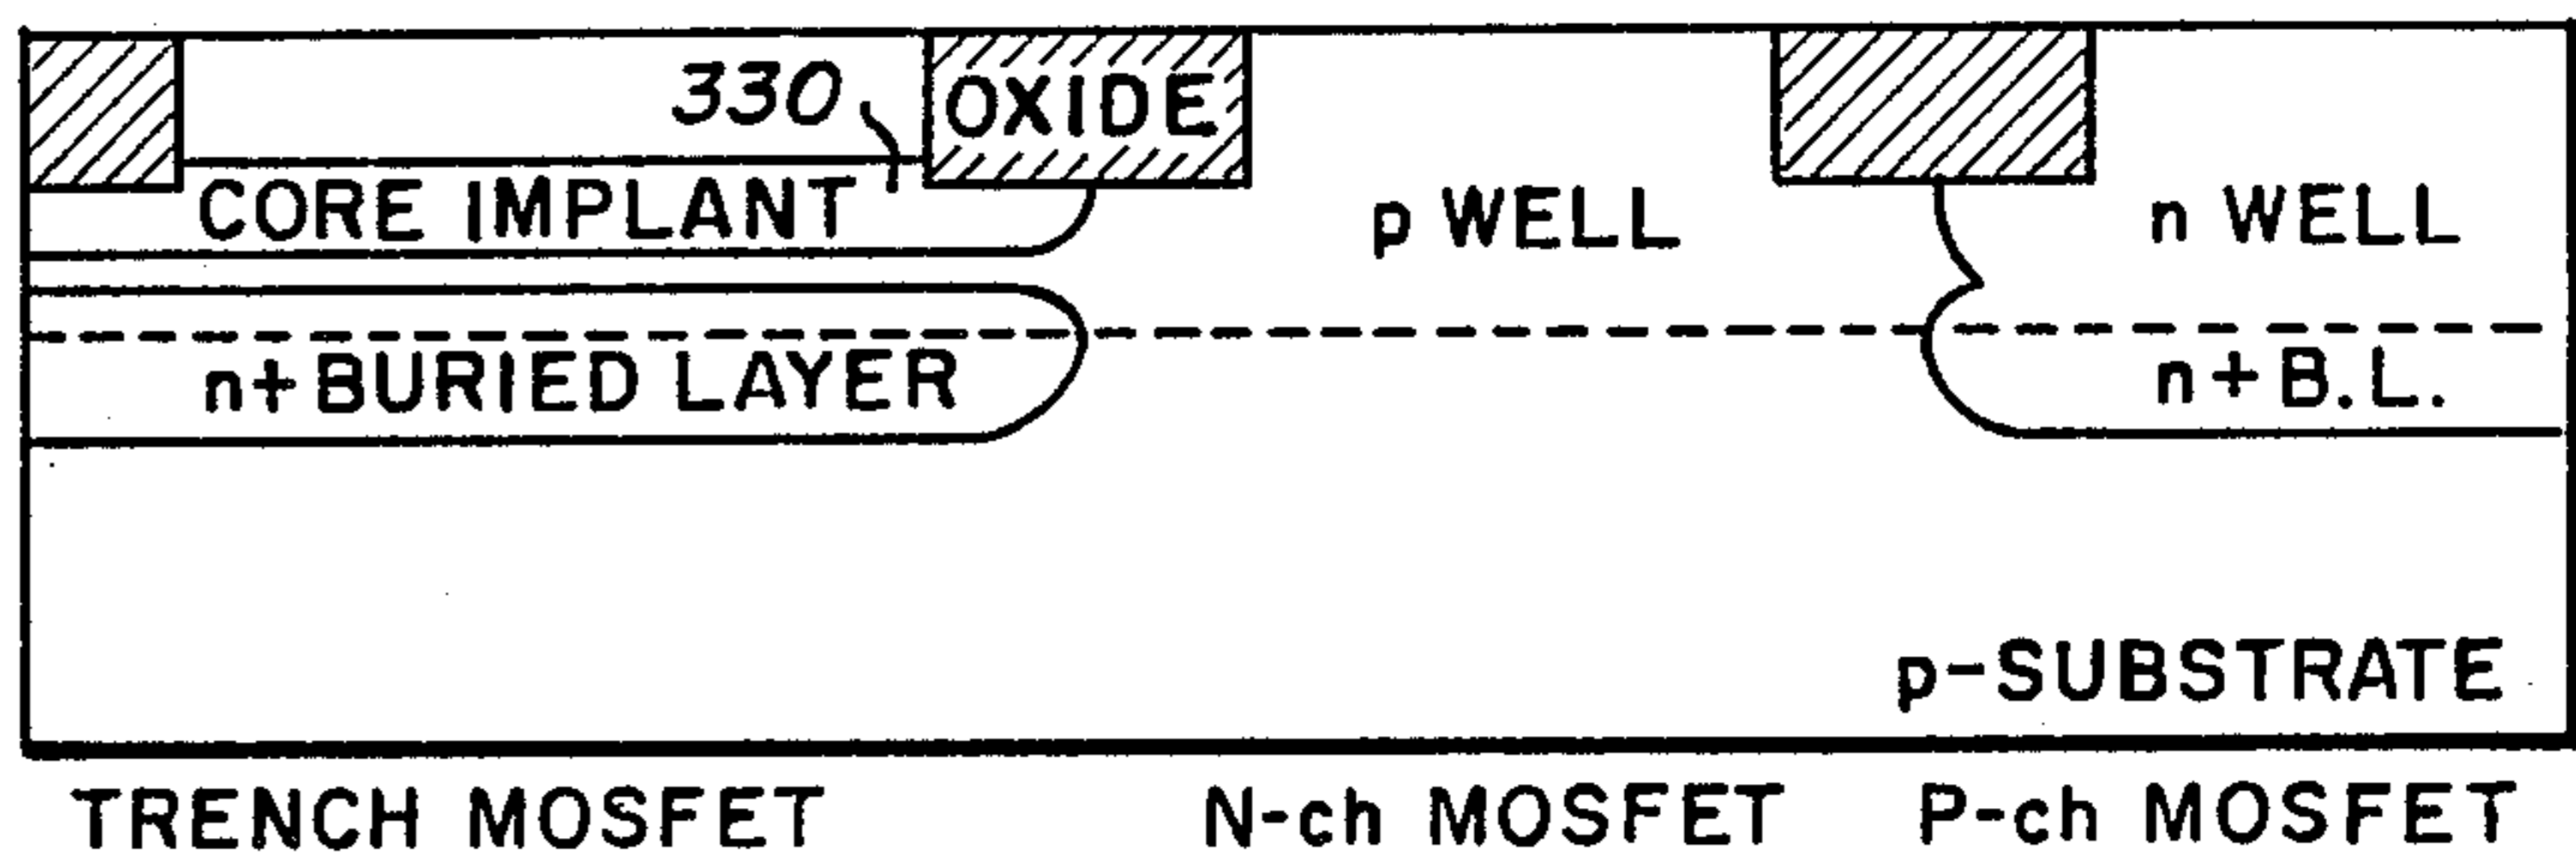 330 OXIDE
CORE IMPLANT p WELL n WELL
n+ BURIED LAYER n+ B.L.
p-SUBSTRATE
TRENCH MOSFET N-ch MOSFET P-ch MOSFET